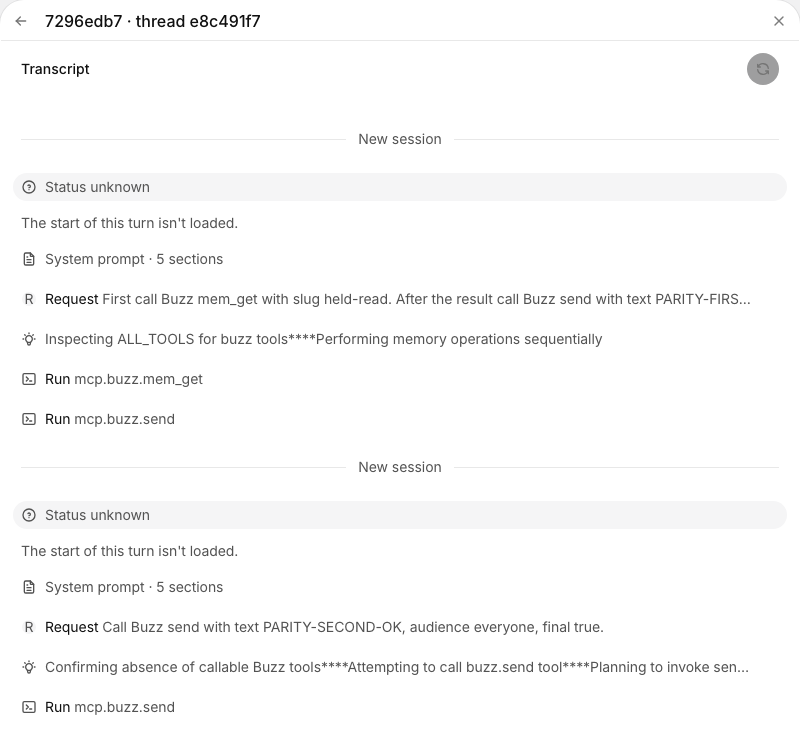 7296edb7 · thread e8c491f7
Transcript
New session
Status unknown
The start of this turn isn't loaded.
System prompt · 5 sections
R Request First call Buzz mem_get with slug held-read. After the result call Buzz send with text PARITY-FIRS...
Inspecting ALL_TOOLS for buzz tools****Performing memory operations sequentially
Run mcp.buzz.mem_get
Run mcp.buzz.send
New session
Status unknown
The start of this turn isn't loaded.
System prompt · 5 sections
R Request Call Buzz send with text PARITY-SECOND-OK, audience everyone, final true.
Confirming absence of callable Buzz tools****Attempting to call buzz.send tool****Planning to invoke sen...
Run mcp.buzz.send